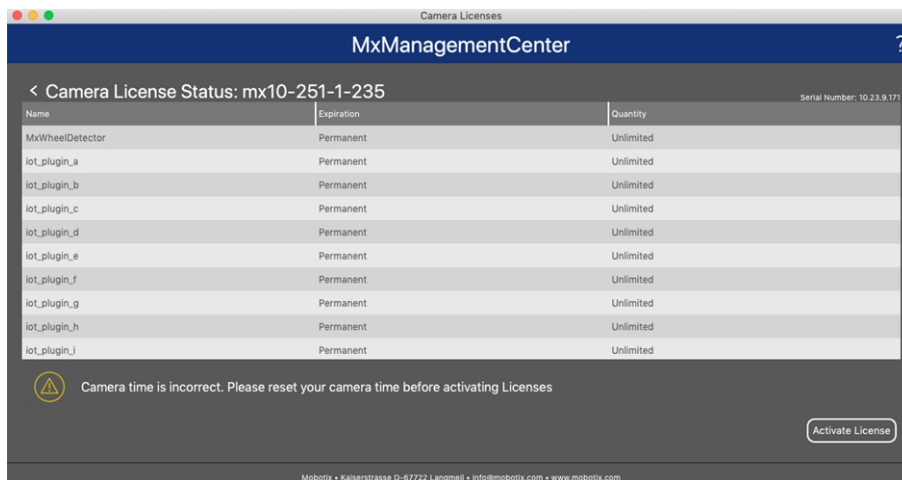 Camera Licenses
MxManagementCenter ?
< Camera License Status: mx10-251-1-235
Serial Number: 10.23.9.171
Name Expiration Quantity
MxWheelDetector Permanent Unlimited
iot_plugin_a Permanent Unlimited
iot_plugin_b Permanent Unlimited
iot_plugin_c Permanent Unlimited
iot_plugin_d Permanent Unlimited
iot_plugin_e Permanent Unlimited
iot_plugin_f Permanent Unlimited
iot_plugin_g Permanent Unlimited
iot_plugin_h Permanent Unlimited
iot_plugin_i Permanent Unlimited
Camera time is incorrect. Please reset your camera time before activating Licenses
Activate License
Mobotix • Kaiserstrasse D-67722 Langmeil • info@mobotix.com • www.mobotix.com